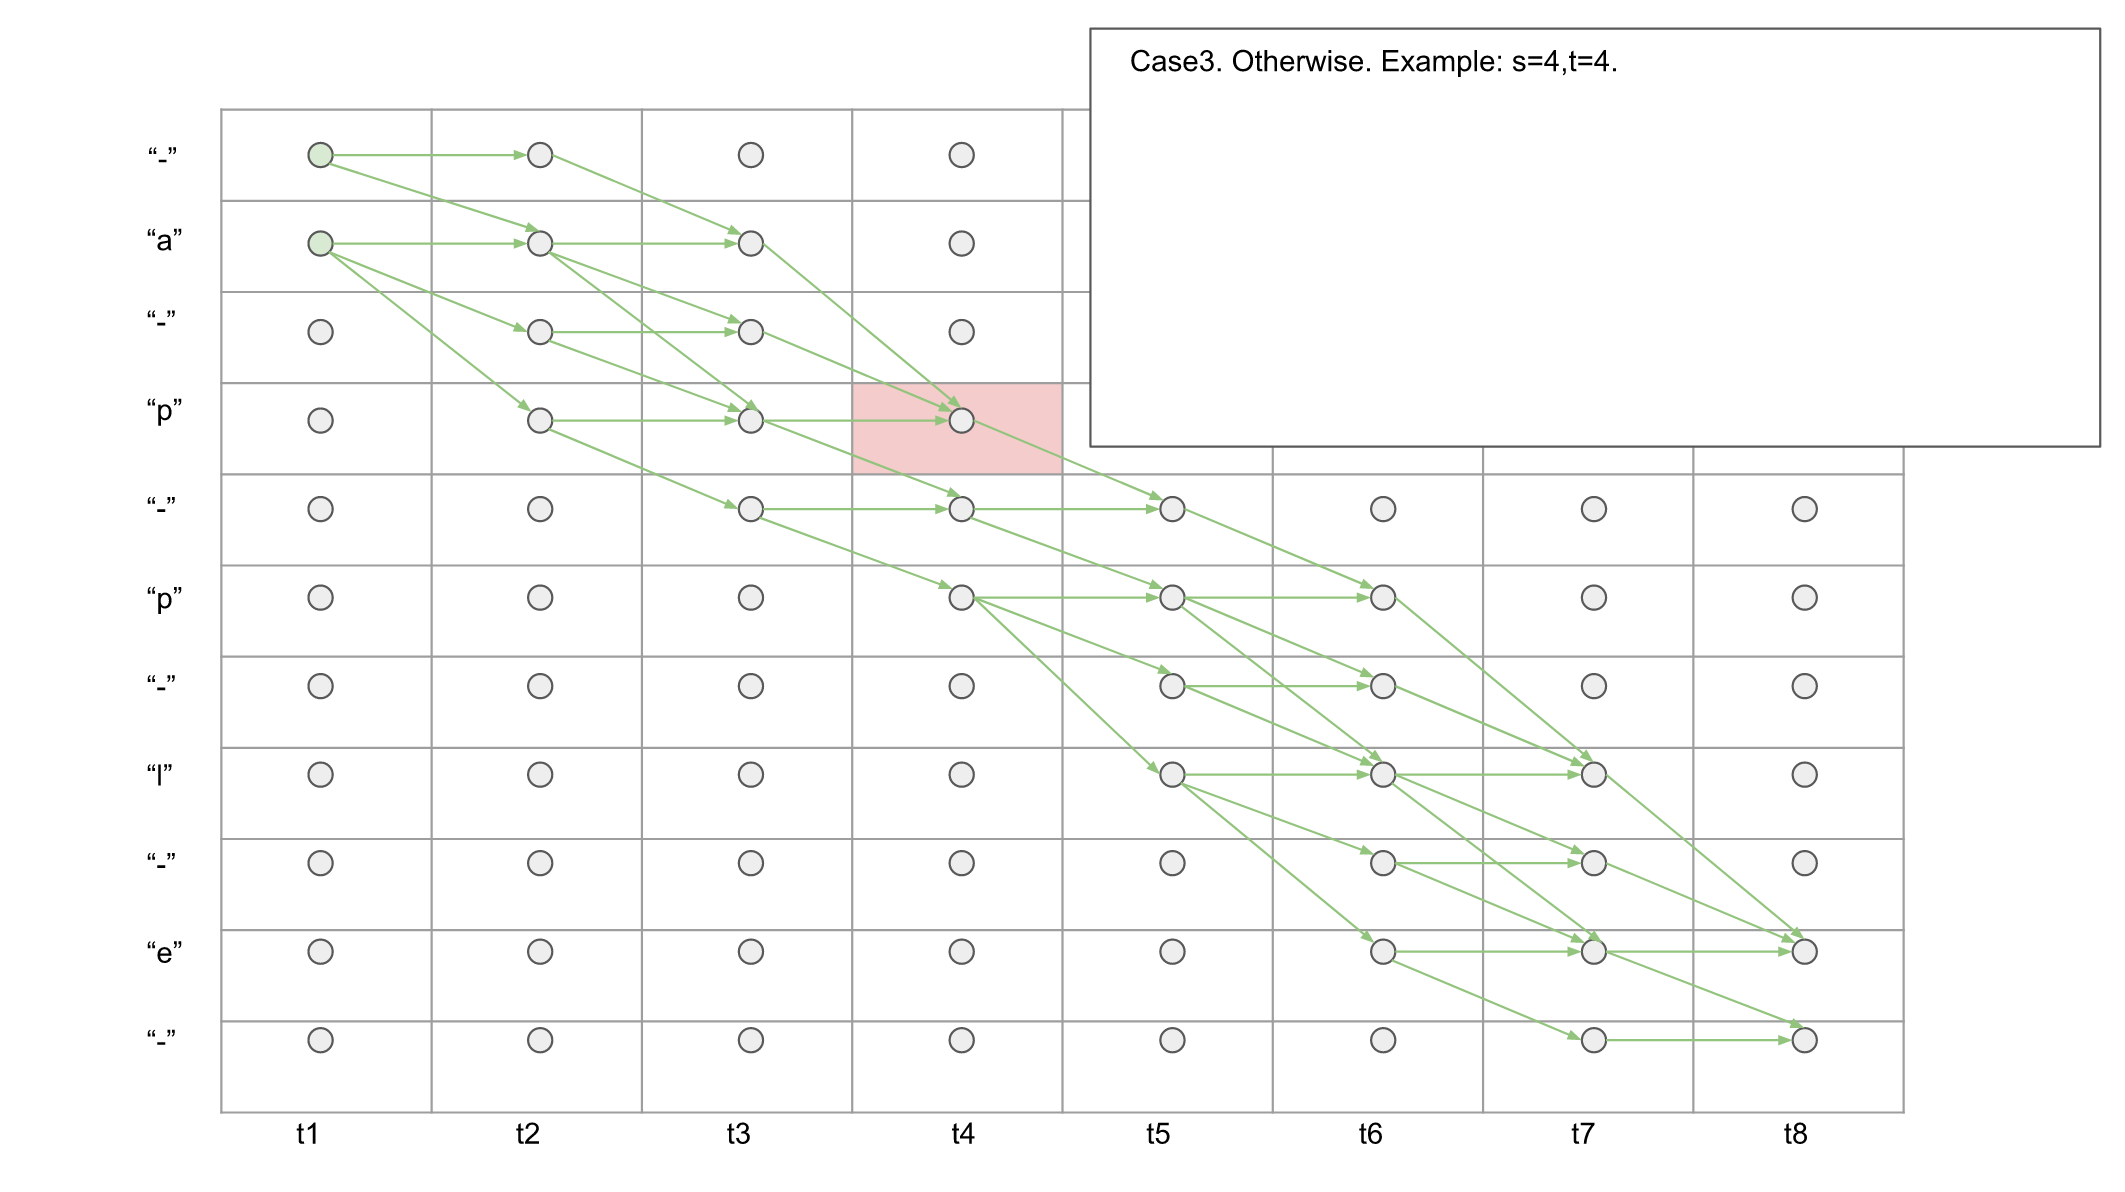 Case3. Otherwise. Example: s=4,t=4.
“-”
“a”
“-”
“p”
“-”
“p”
“-”
“l”
“-”
“e”
“-”
t1 t2 t3 t4 t5 t6 t7 t8